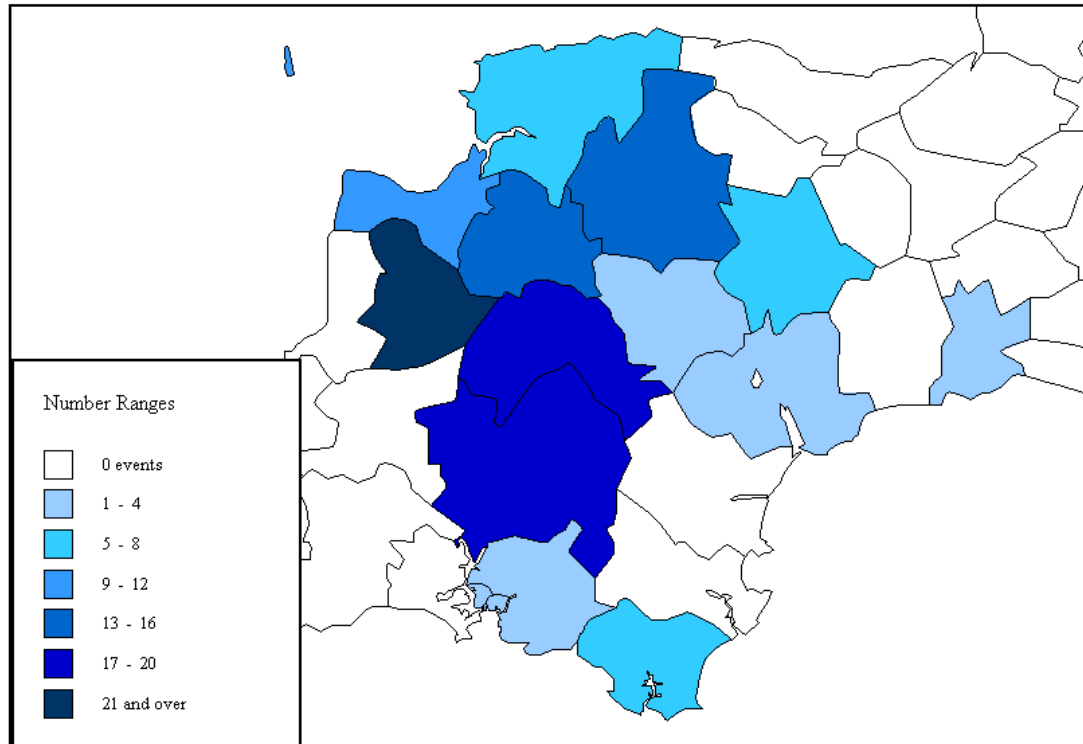 Number Ranges
0 events
1 - 4
5 - 8
9 - 12
13 - 16
17 - 20
21 and over